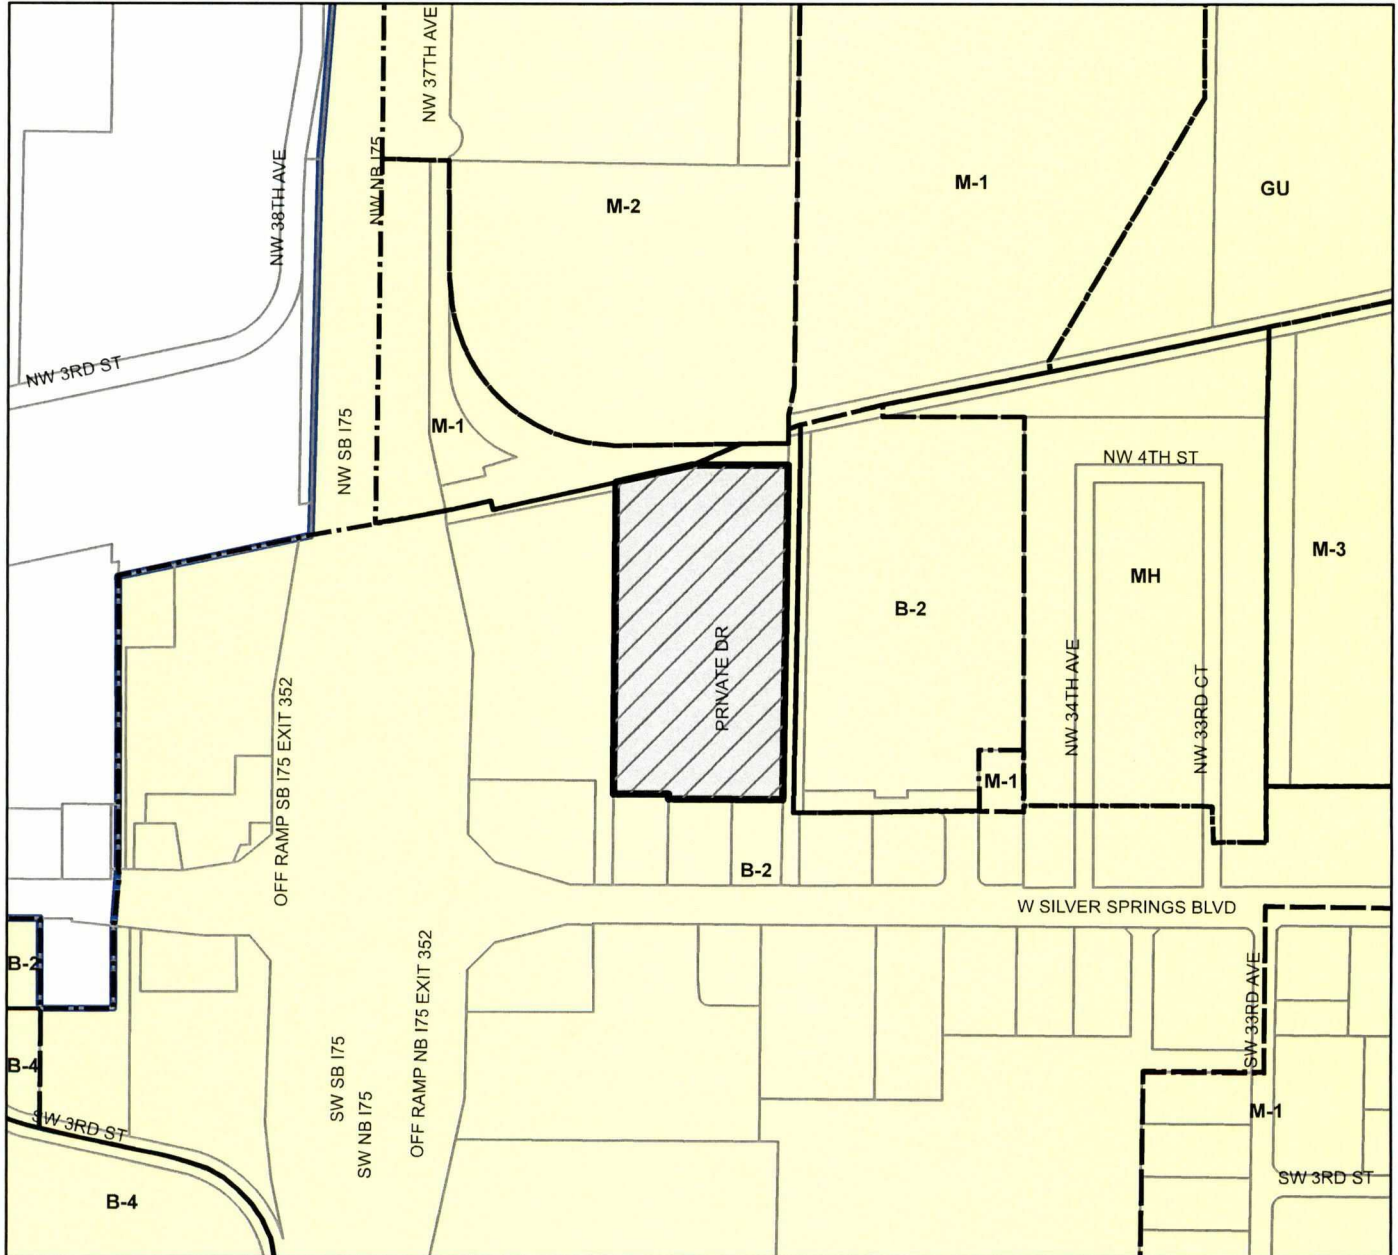 NW 37TH AVE
NW 38TH AVE
NW NB I75
M-2
M-1
GU
NW 3RD ST
NW SB I75
M-1
NW 4TH ST
M-3
MH
B-2
PRIVATE DR
NW 34TH AVE
NW 33RD CT
OFF RAMP SB I75 EXIT 352
M-1
B-2
W SILVER SPRINGS BLVD
B-2
OFF RAMP NB I75 EXIT 352
SW 33RD AVE
B-4
SW SB I75
SW NB I75
SW 3RD ST
M-1
SW 3RD ST
B-4